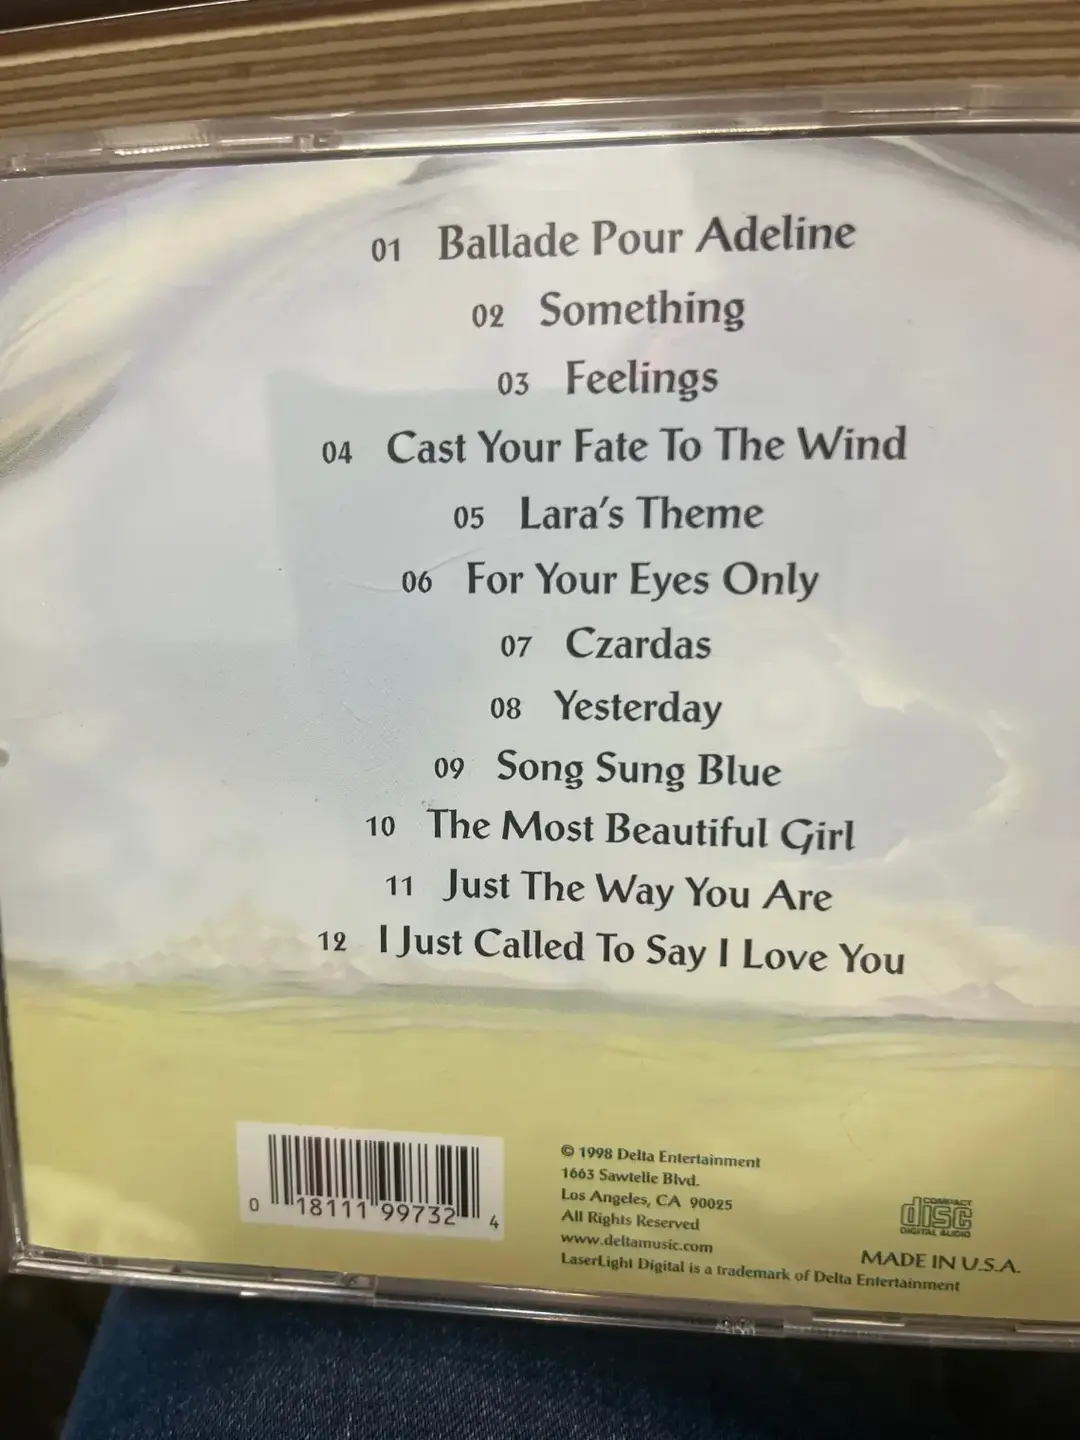 01 Ballade Pour Adeline
02 Something
03 Feelings
04 Cast Your Fate To The Wind
05 Lara's Theme
06 For Your Eyes Only
07 Czardas
08 Yesterday
09 Song Sung Blue
10 The Most Beautiful Girl
11 Just The Way You Are
12 I Just Called To Say I Love You
0 18111 99732 4
© 1998 Delta Entertainment
1663 Sawtelle Blvd.
Los Angeles, CA 90025
All Rights Reserved
www.deltamusic.com
LaserLight Digital is a trademark of Delta Entertainment
COMPACT
disc
DIGITAL AUDIO
MADE IN U.S.A.